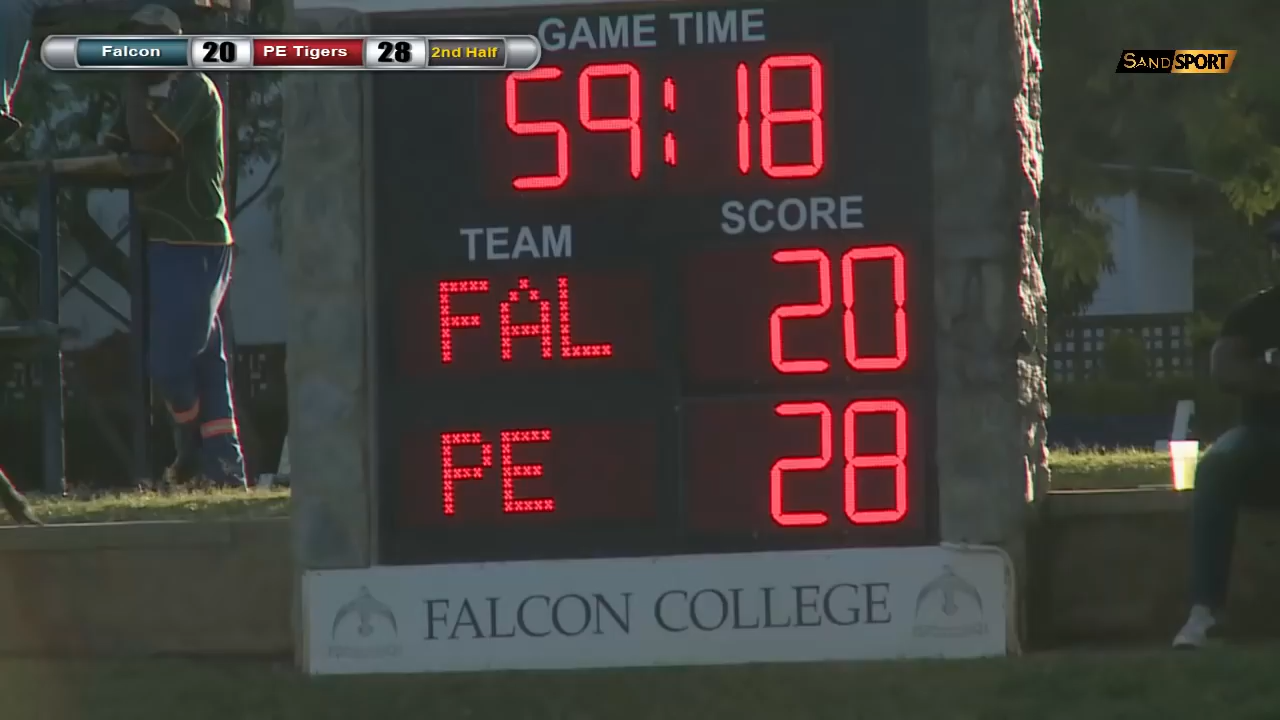 Falcon 20 PE Tigers 28 2nd Half
SANDSPORT
GAME TIME
59:18
TEAM SCORE
FAL 20
PE 28
FALCON COLLEGE